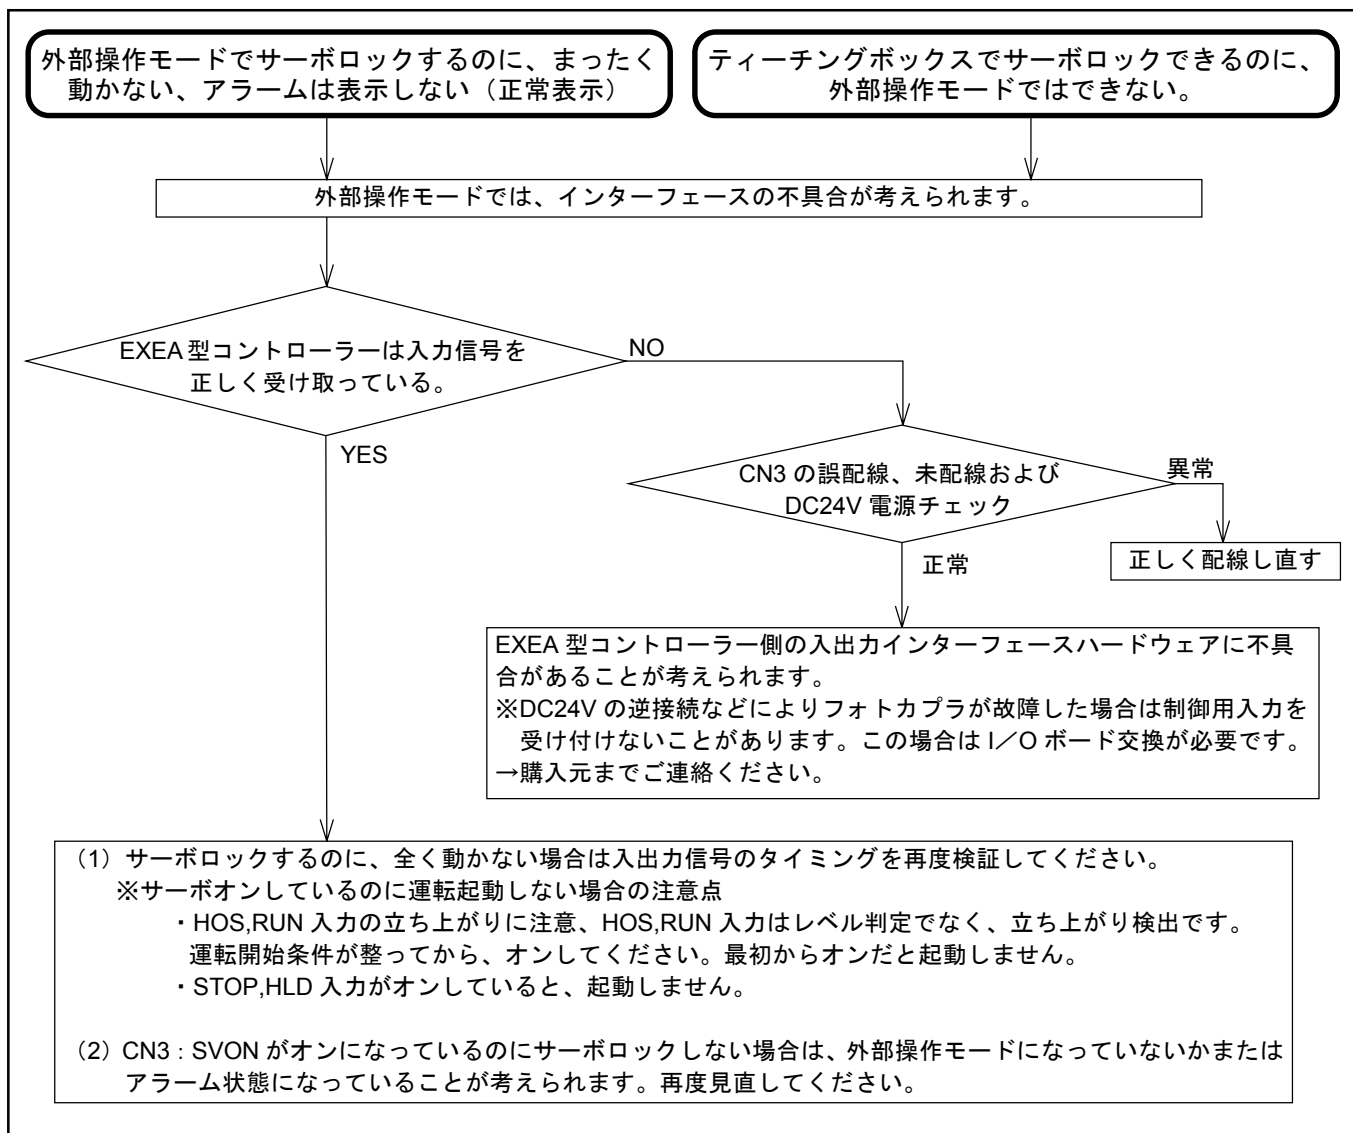 外部操作モードでサーボロックするのに、まったく
動かない、アラームは表示しない（正常表示）
ティーチングボックスでサーボロックできるのに、
外部操作モードではできない。
外部操作モードでは、インターフェースの不具合が考えられます。
EXEA 型コントローラーは入力信号を
正しく受け取っている。
NO
YES
CN3 の誤配線、未配線および
DC24V 電源チェック
異常
正しく配線し直す
正常
EXEA 型コントローラー側の入出力インターフェースハードウェアに不具
合があることが考えられます。
※DC24V の逆接続などによりフォトカプラが故障した場合は制御用入力を
受け付けないことがあります。この場合は I／O ボード交換が必要です。
→購入元までご連絡ください。
（1）サーボロックするのに、全く動かない場合は入出力信号のタイミングを再度検証してください。
※サーボオンしているのに運転起動しない場合の注意点
・HOS,RUN 入力の立ち上がりに注意、HOS,RUN 入力はレベル判定でなく、立ち上がり検出です。
運転開始条件が整ってから、オンしてください。最初からオンだと起動しません。
・STOP,HLD 入力がオンしていると、起動しません。
（2）CN3 : SVON がオンになっているのにサーボロックしない場合は、外部操作モードになっていないかまたは
アラーム状態になっていることが考えられます。再度見直してください。